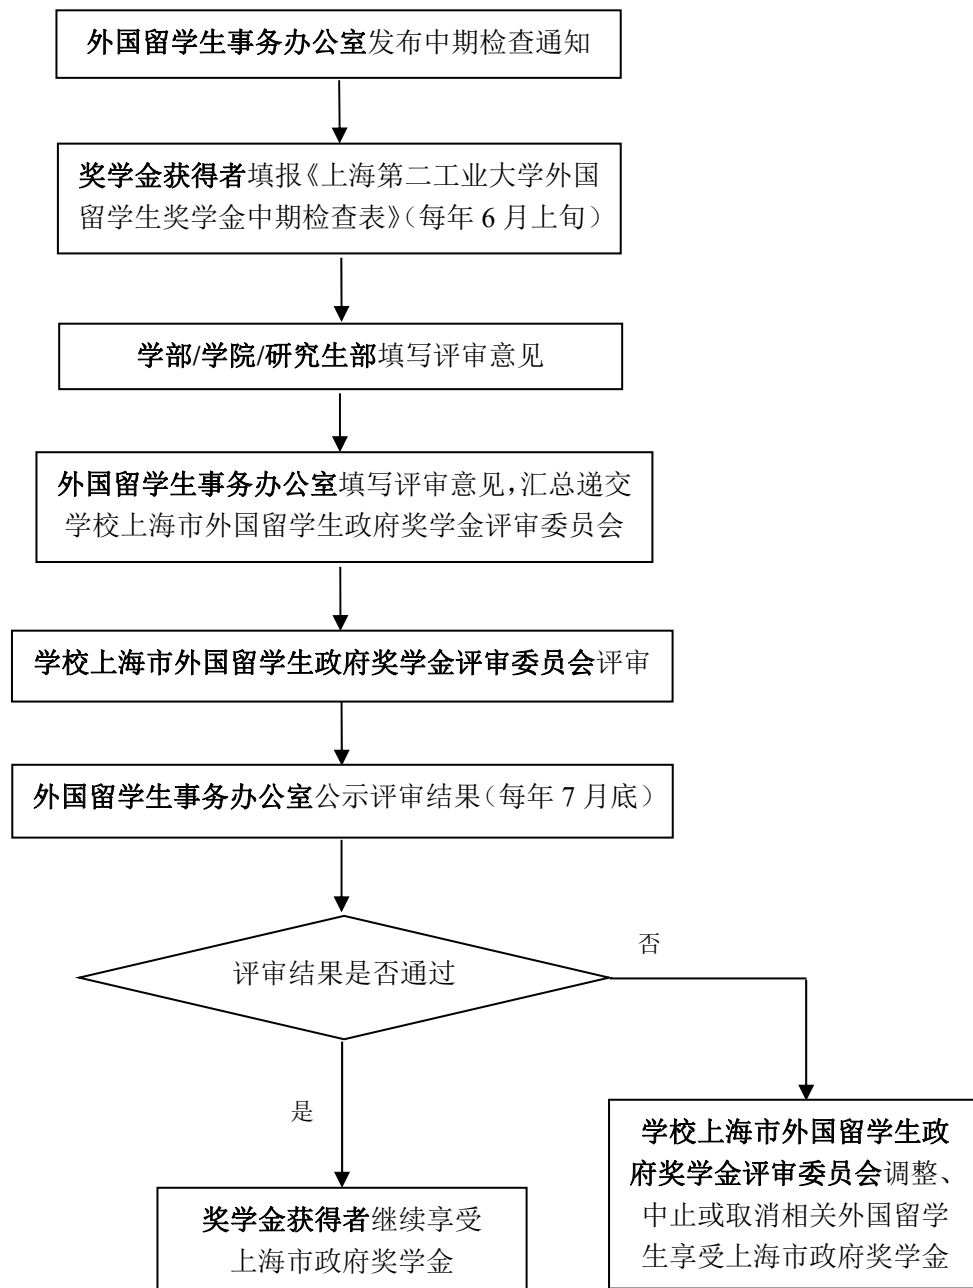 外国留学生事务办公室发布中期检查通知
奖学金获得者填报《上海第二工业大学外国
留学生奖学金中期检查表》（每年 6 月上旬）
学部/学院/研究生部填写评审意见
外国留学生事务办公室填写评审意见，汇总递交
学校上海市外国留学生政府奖学金评审委员会
学校上海市外国留学生政府奖学金评审委员会评审
外国留学生事务办公室公示评审结果（每年 7 月底）
评审结果是否通过
否
是
学校上海市外国留学生政
府奖学金评审委员会调整、
中止或取消相关外国留学
生享受上海市政府奖学金
奖学金获得者继续享受
上海市政府奖学金